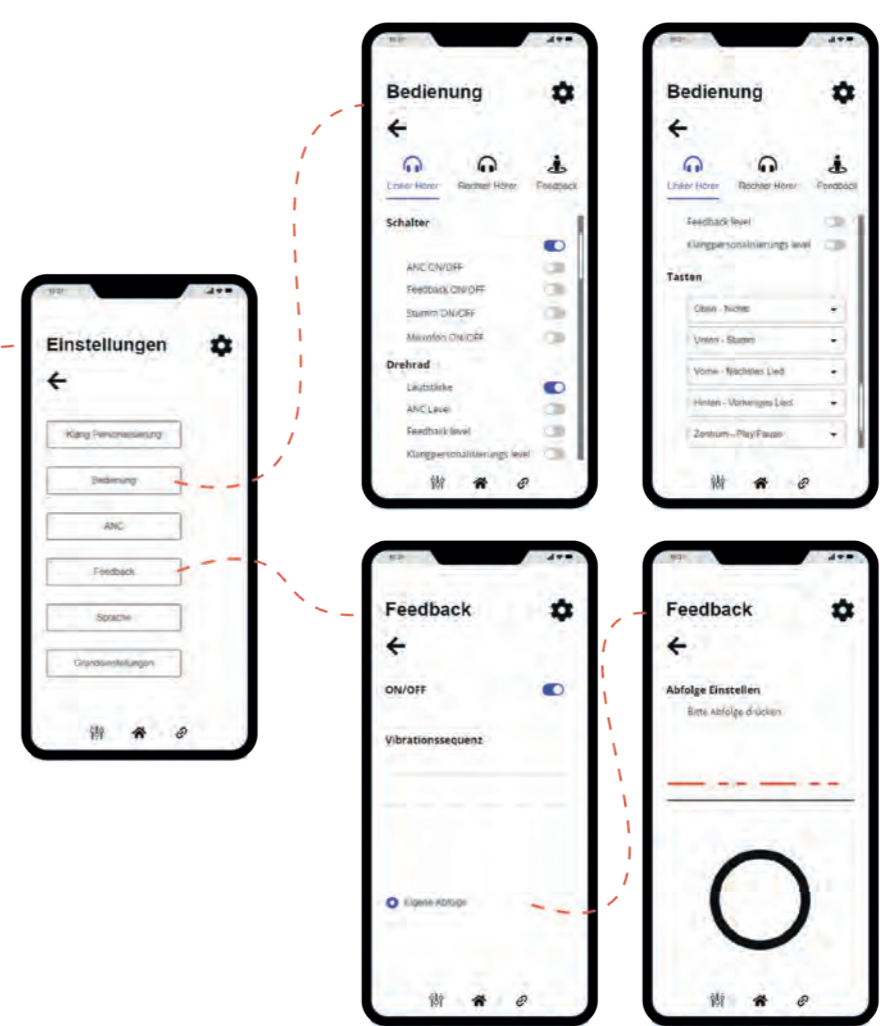 Einstellungen
Klang Personalisierung
Bedienung
ANC
Feedback
Sprache
Grundeinstellungen
Bedienung
Linker Hörer
Rechter Hörer
Feedback
Schalter
ANC ON/OFF
Feedback ON/OFF
Stumm ON/OFF
Mikrofon ON/OFF
Drehrad
Lautstärke
ANC Level
Feedback level
Klangpersonalisierungs level
Bedienung
Linker Hörer
Rechter Hörer
Feedback
Feedback level
Klangpersonalisierungs level
Tasten
Oben - Nichts
Unten - Stumm
Vorne - Nächstes Lied
Hinten - Vorheriges Lied
Zentrum - Play/Pause
Feedback
ON/OFF
Vibrationssequenz
Eigene Abfolge
Feedback
Abfolge Einstellen
Bitte Abfolge drücken